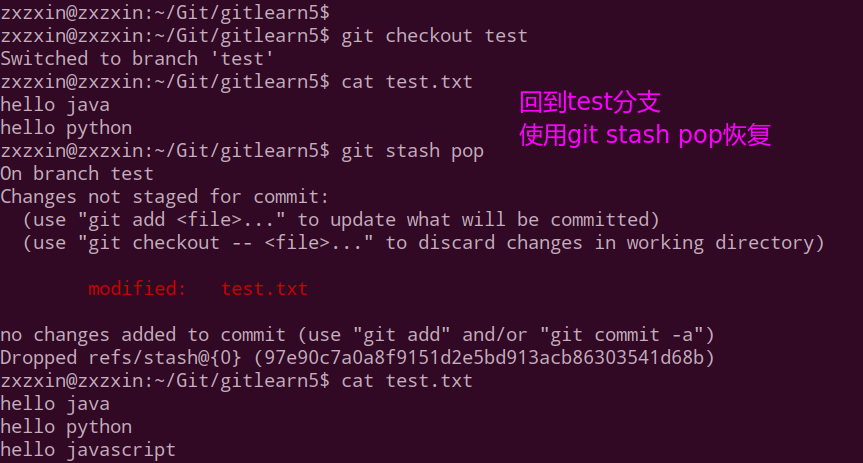 zxzxin@zxzxin:~/Git/gitlearn5$
zxzxin@zxzxin:~/Git/gitlearn5$ git checkout test
Switched to branch 'test'
zxzxin@zxzxin:~/Git/gitlearn5$ cat test.txt
hello java
hello python
回到test分支
使用git stash pop恢复
zxzxin@zxzxin:~/Git/gitlearn5$ git stash pop
On branch test
Changes not staged for commit:
  (use "git add <file>..." to update what will be committed)
  (use "git checkout -- <file>..." to discard changes in working directory)
        modified:   test.txt
no changes added to commit (use "git add" and/or "git commit -a")
Dropped refs/stash@{0} (97e90c7a0a8f9151d2e5bd913acb86303541d68b)
zxzxin@zxzxin:~/Git/gitlearn5$ cat test.txt
hello java
hello python
hello javascript